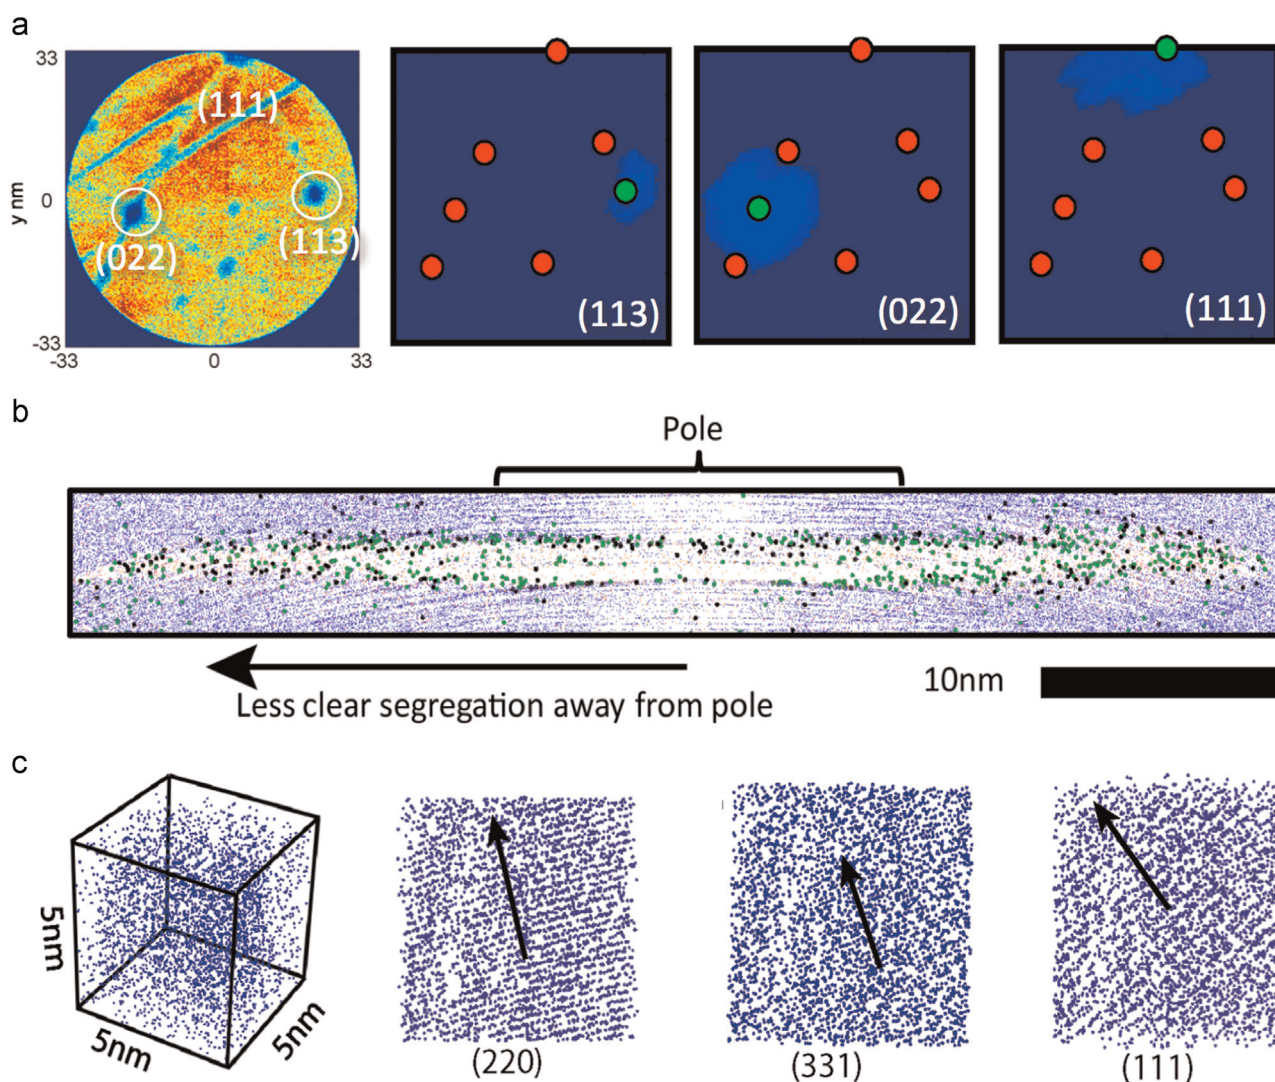 a
33
y nm
0
-33
-33
0
33
(111)
(022)
(113)
(113)
(022)
(111)
b
Pole
Less clear segregation away from pole
10nm
c
5nm
5nm
5nm
(220)
(331)
(111)